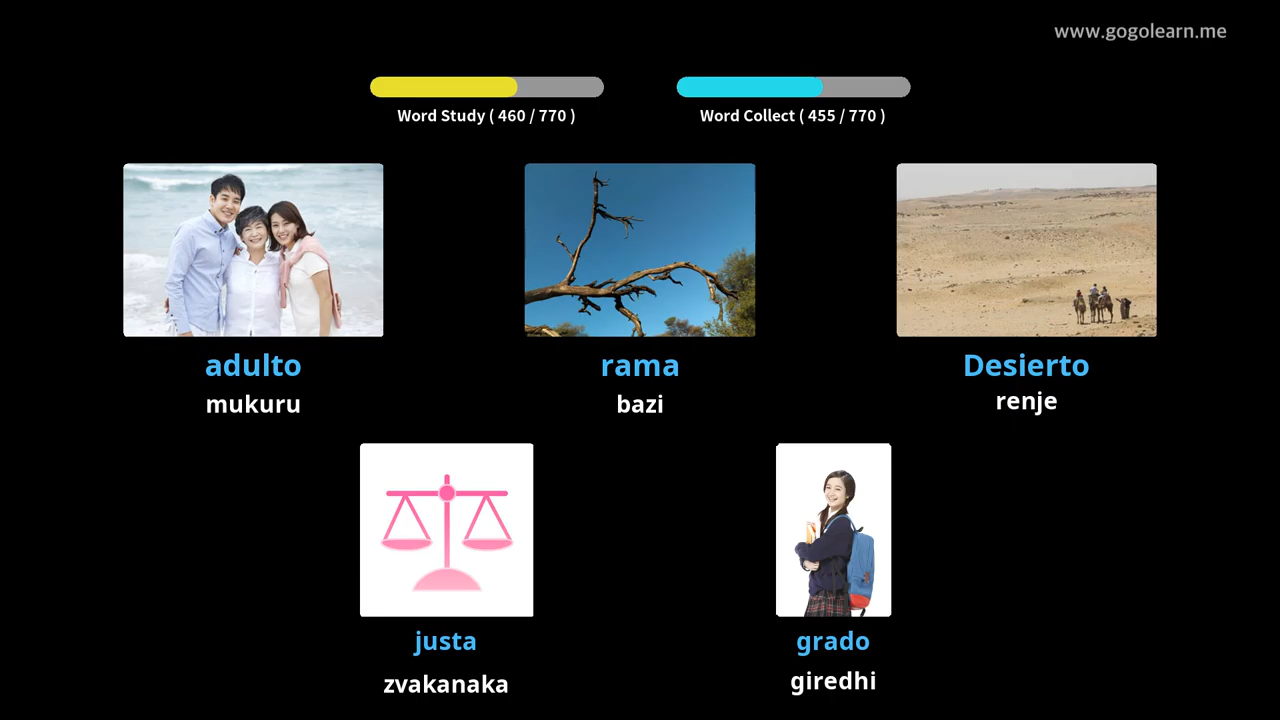 www.gogolearn.me
Word Study ( 460 / 770 )
Word Collect ( 455 / 770 )
adulto
mukuru
rama
bazi
Desierto
renje
justa
zvakanaka
grado
giredhi